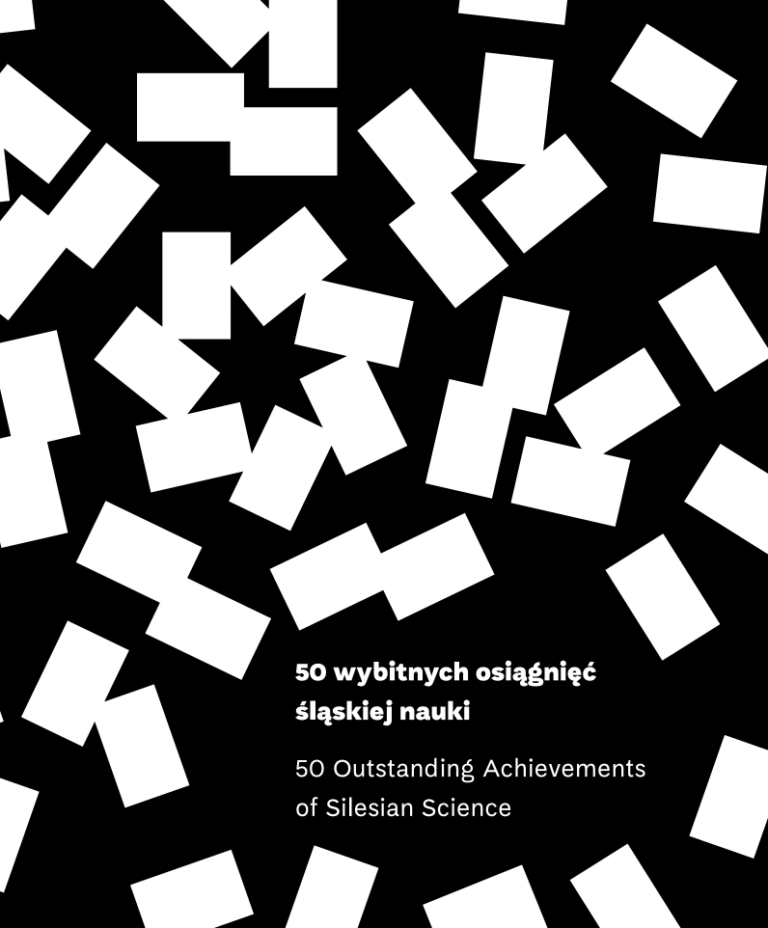 50 wybitnych osiągnięć
śląskiej nauki
50 Outstanding Achievements
of Silesian Science